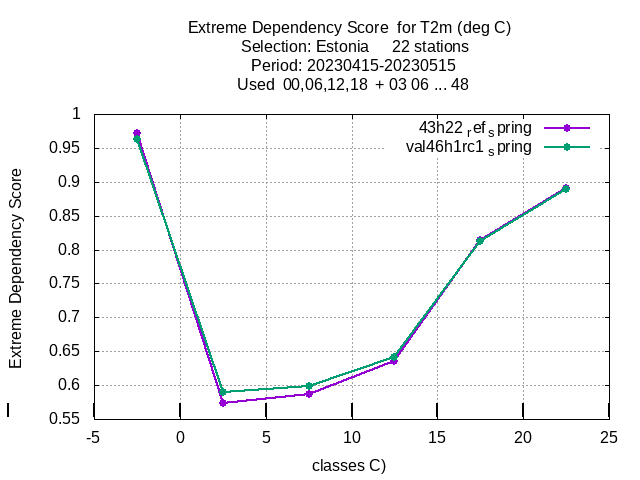 Extreme Dependency Score  for T2m (deg C)
Selection: Estonia     22 stations
Period: 20230415-20230515
Used  00,06,12,18  + 03 06 ... 48
43h22 ref spring
val46h1rc1 spring
1
0.95
0.9
0.85
0.8
0.75
0.7
0.65
0.6
0.55
Extreme Dependency Score
-5 0 5 10 15 20 25
classes C)